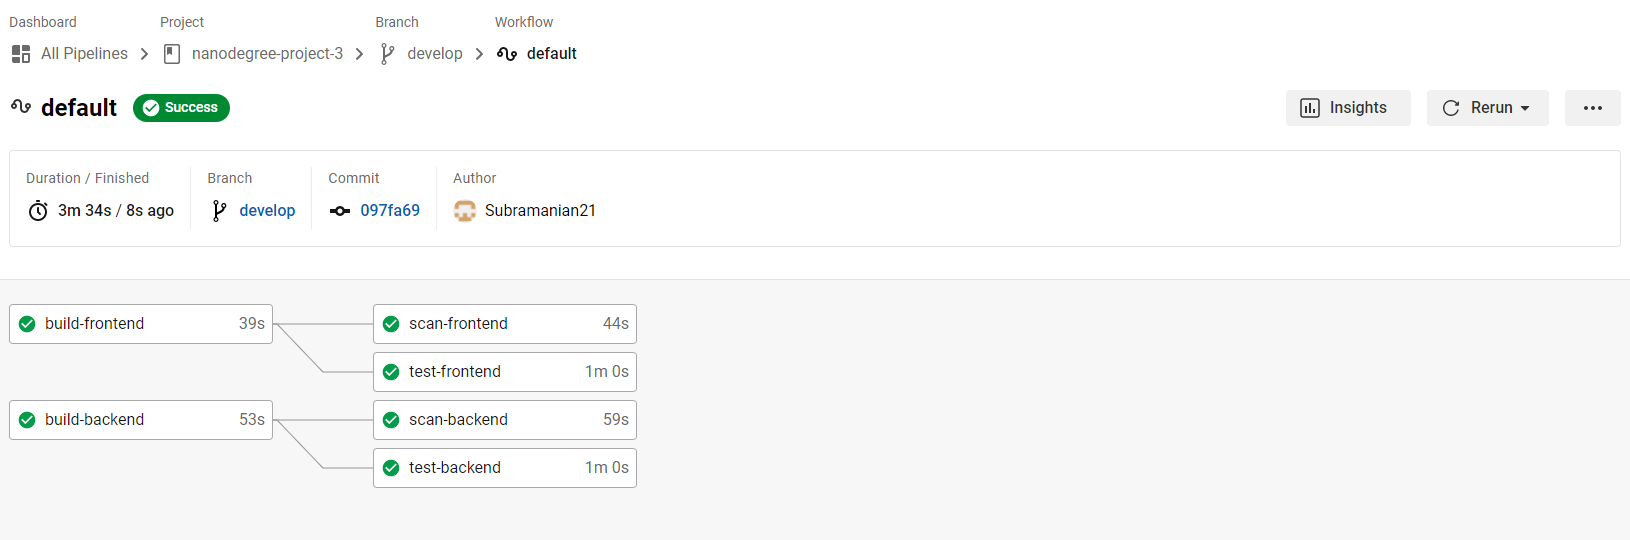 Dashboard Project Branch Workflow
All Pipelines nanodegree-project-3 develop default
default Success Insights Rerun
Duration / Finished Branch Commit Author
3m 34s / 8s ago develop 097fa69 Subramanian21
build-frontend 39s scan-frontend 44s
test-frontend 1m 0s
build-backend 53s scan-backend 59s
test-backend 1m 0s